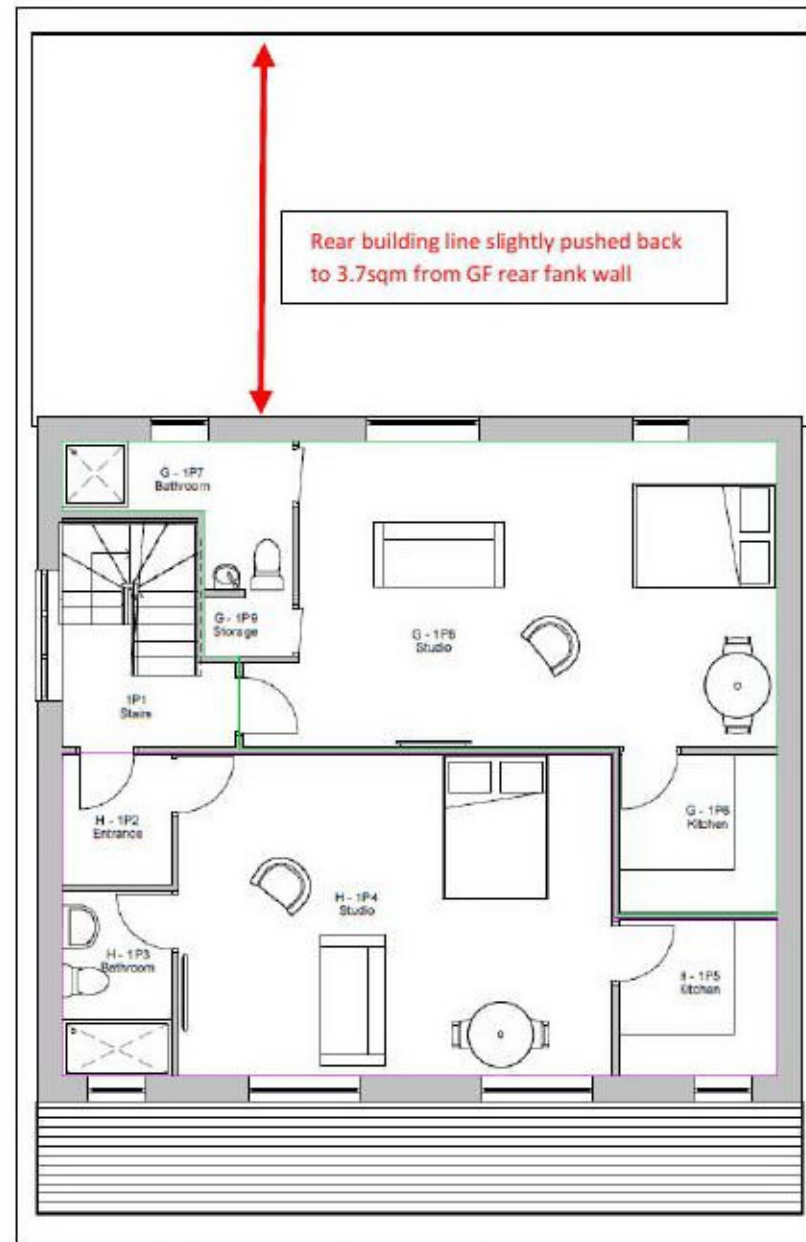 Rear building line slightly pushed back
to 3.7sqm from GF rear fank wall
G - 1P7
Bathroom
G - 1P9
Storage
G - 1P8
Studio
1P1
Stairs
H - 1P2
Entrance
G - 1P6
Kitchen
H - 1P4
Studio
H - 1P3
Bathroom
H - 1P5
Kitchen